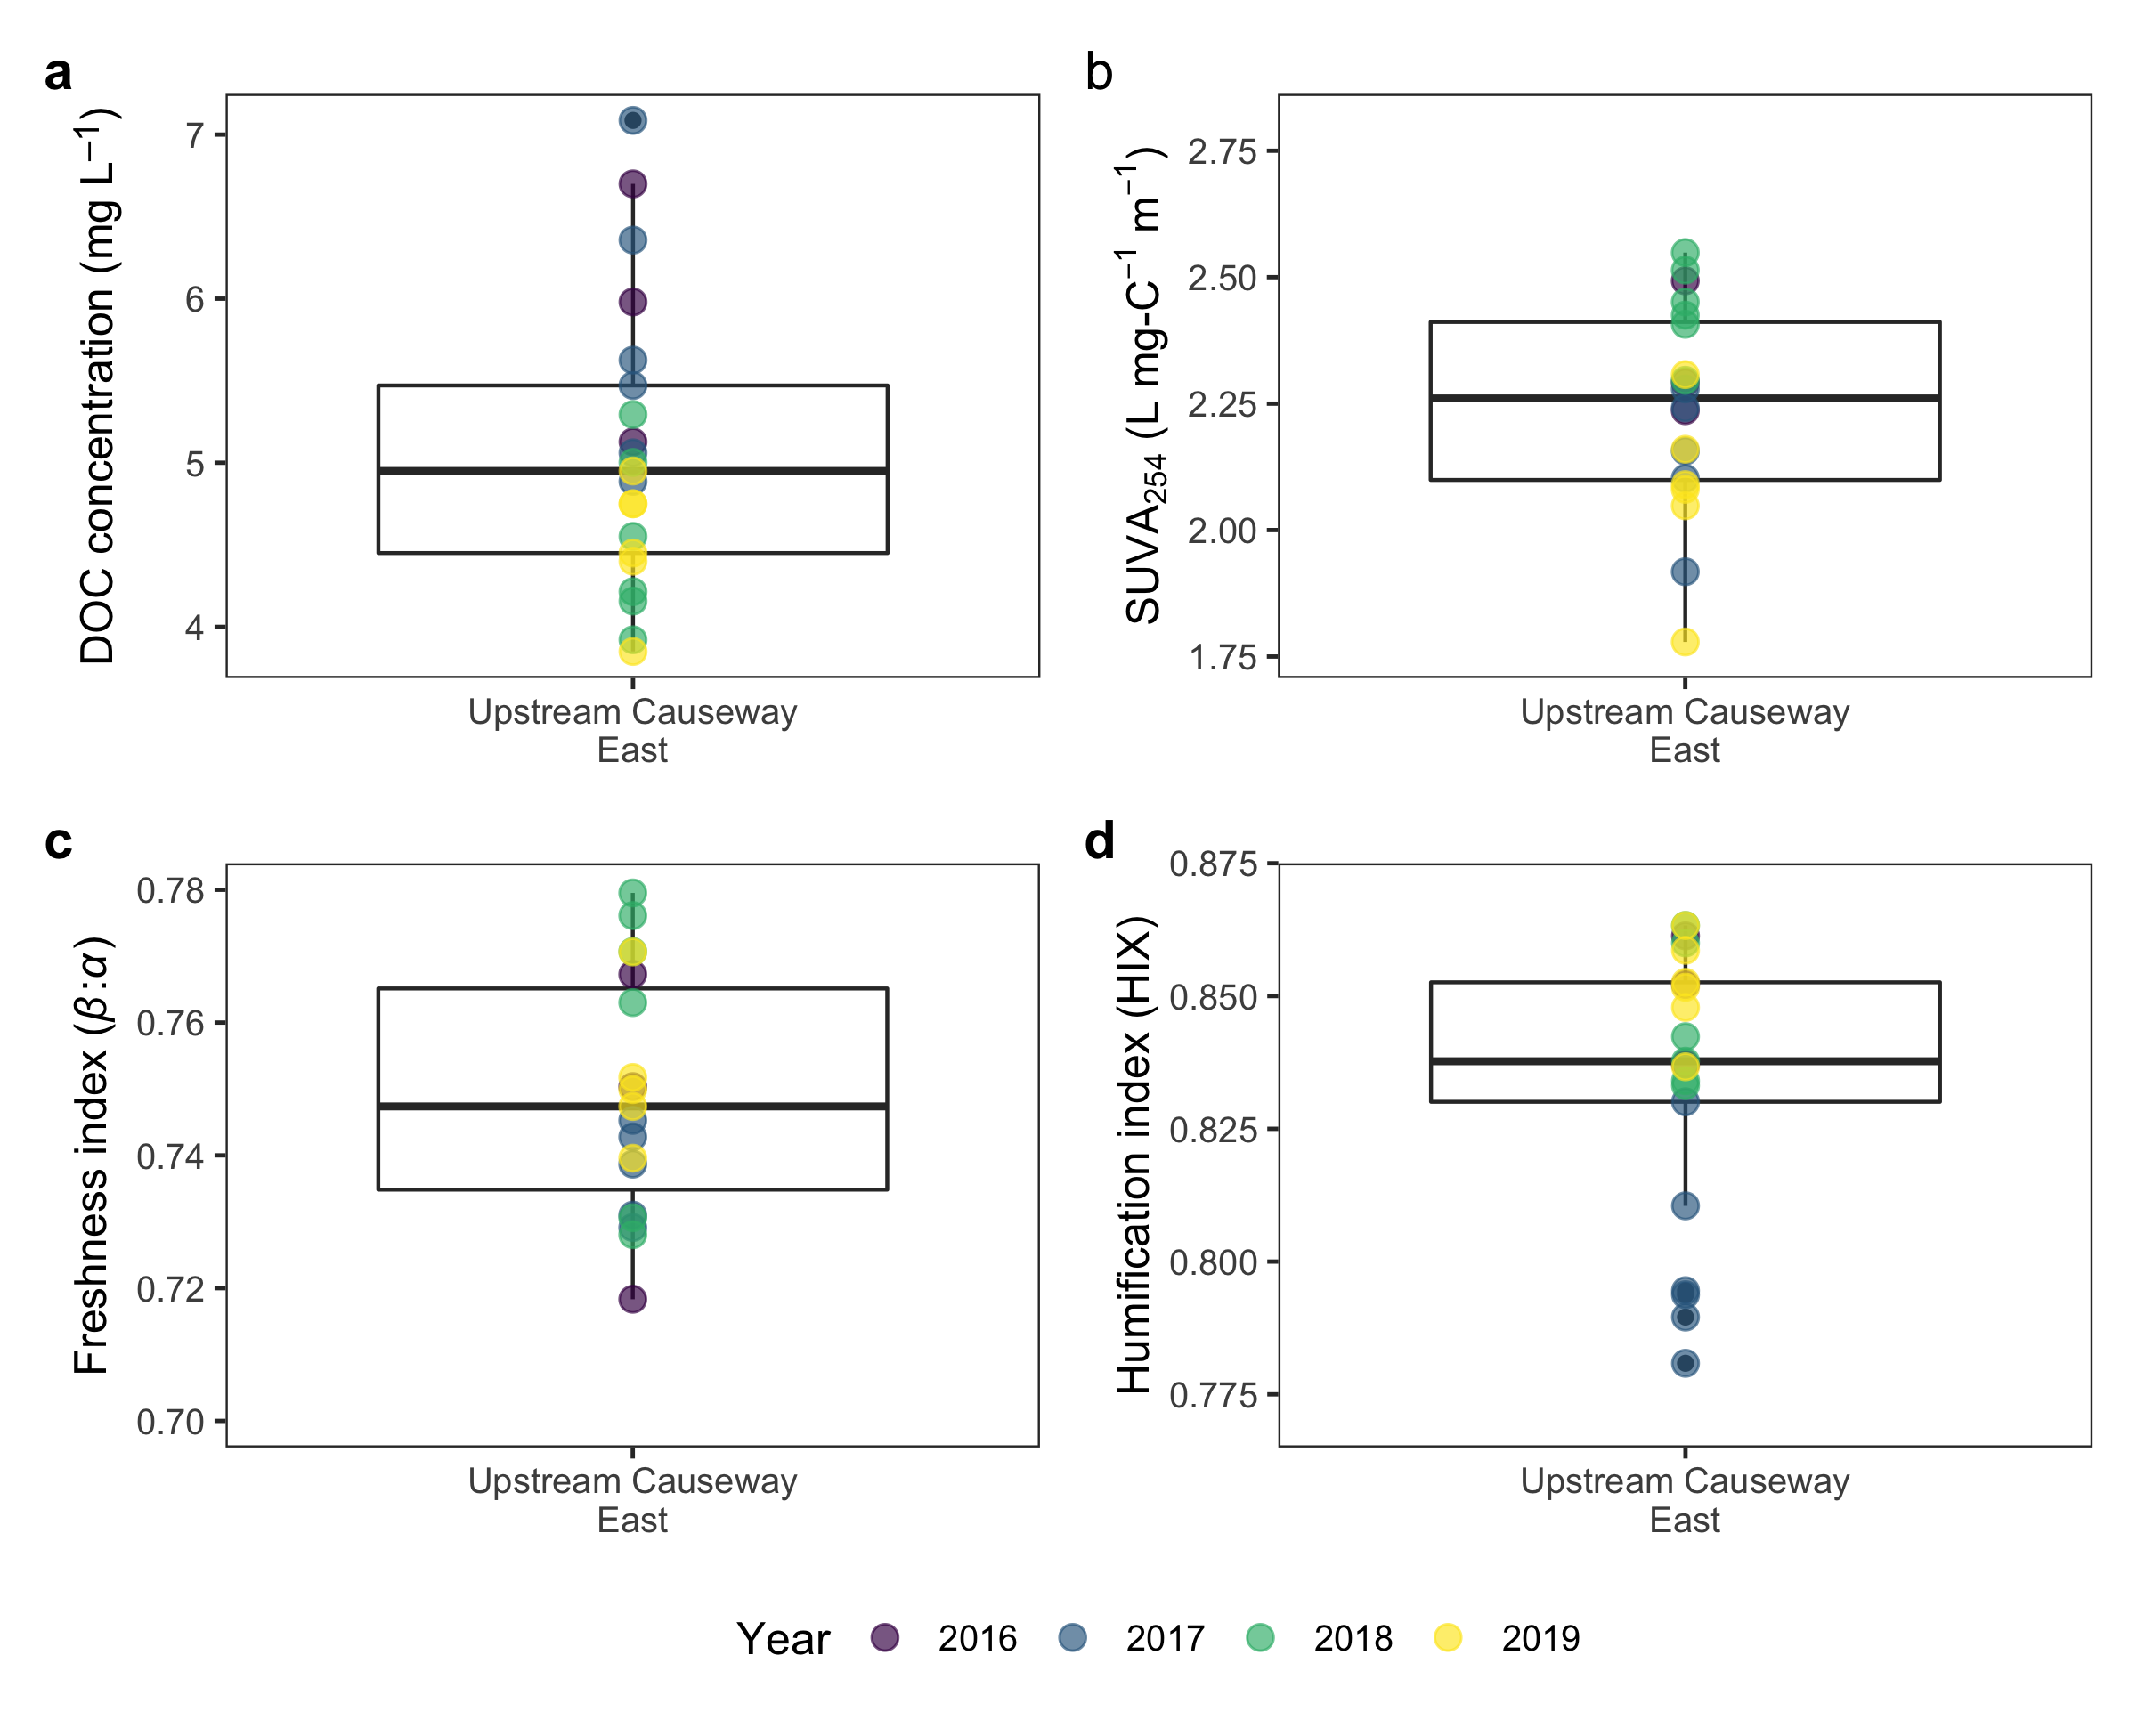 a
DOC concentration (mg L⁻¹)
7
6
5
4
Upstream Causeway
East
b
SUVA₂₅₄ (L mg-C⁻¹ m⁻¹)
2.75
2.50
2.25
2.00
1.75
Upstream Causeway
East
c
Freshness index (β:α)
0.78
0.76
0.74
0.72
0.70
Upstream Causeway
East
d
Humification index (HIX)
0.875
0.850
0.825
0.800
0.775
Upstream Causeway
East
Year 2016 2017 2018 2019